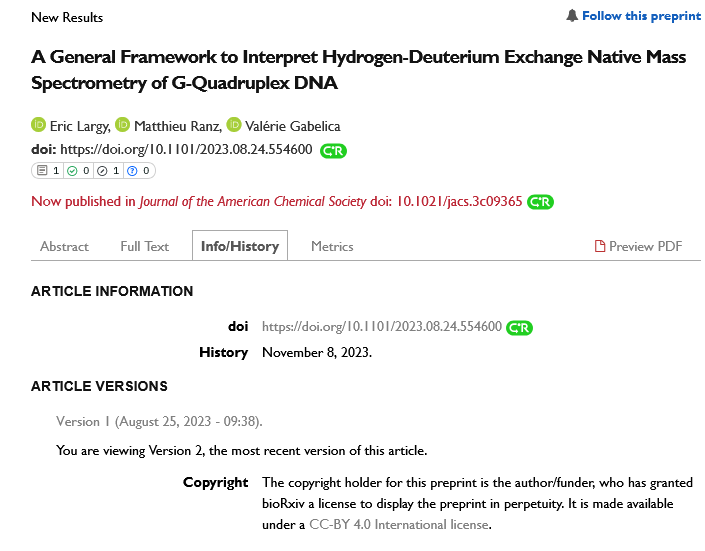 New Results
Follow this preprint
A General Framework to Interpret Hydrogen-Deuterium Exchange Native Mass
Spectrometry of G-Quadruplex DNA
iD Eric Largy, iD Matthieu Ranz, iD Valérie Gabelica
doi: https://doi.org/10.1101/2023.08.24.554600 C•R
1 0 1 ? 0
Now published in Journal of the American Chemical Society doi: 10.1021/jacs.3c09365 C•R
Abstract Full Text Info/History Metrics Preview PDF
ARTICLE INFORMATION
doi https://doi.org/10.1101/2023.08.24.554600 C•R
History November 8, 2023.
ARTICLE VERSIONS
Version 1 (August 25, 2023 - 09:38).
You are viewing Version 2, the most recent version of this article.
Copyright The copyright holder for this preprint is the author/funder, who has granted
bioRxiv a license to display the preprint in perpetuity. It is made available
under a CC-BY 4.0 International license.